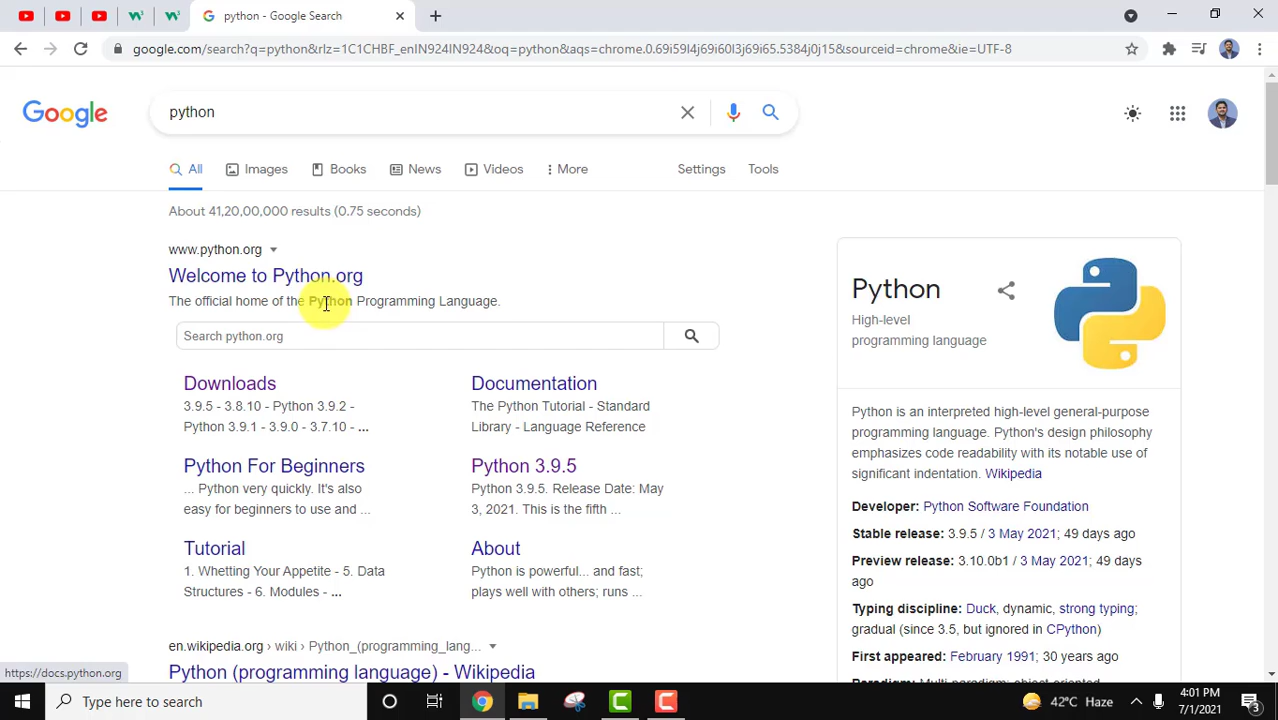 python - Google Search
google.com/search?q=python&rlz=1C1CHBF_enIN924IN924&oq=python&aqs=chrome.0.69i59l4j69i60l3j69i65.5384j0j15&sourceid=chrome&ie=UTF-8
Google
python
All Images Books News Videos More Settings Tools
About 41,20,00,000 results (0.75 seconds)
www.python.org
Welcome to Python.org
The official home of the Python Programming Language.
Search python.org
Downloads
3.9.5 - 3.8.10 - Python 3.9.2 -
Python 3.9.1 - 3.9.0 - 3.7.10 - ...
Documentation
The Python Tutorial - Standard
Library - Language Reference
Python For Beginners
... Python very quickly. It's also
easy for beginners to use and ...
Python 3.9.5
Python 3.9.5. Release Date: May
3, 2021. This is the fifth ...
Tutorial
1. Whetting Your Appetite - 5. Data
Structures - 6. Modules - ...
About
Python is powerful... and fast;
plays well with others; runs ...
en.wikipedia.org › wiki › Python_(programming_lang...
Python (programming language) - Wikipedia
Python
High-level
programming language
Python is an interpreted high-level general-purpose
programming language. Python's design philosophy
emphasizes code readability with its notable use of
significant indentation. Wikipedia
Developer: Python Software Foundation
Stable release: 3.9.5 / 3 May 2021; 49 days ago
Preview release: 3.10.0b1 / 3 May 2021; 49 days
ago
Typing discipline: Duck, dynamic, strong typing;
gradual (since 3.5, but ignored in CPython)
First appeared: February 1991; 30 years ago
Paradigm: Multi-paradigm: object-oriented
https://docs.python.org
Type here to search
42°C Haze
4:01 PM
7/1/2021
3